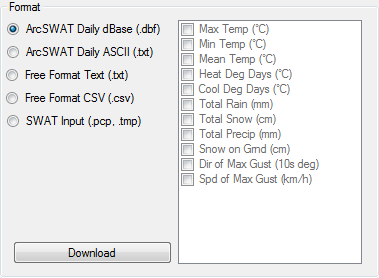 Format
ArcSWAT Daily dBase (.dbf)
ArcSWAT Daily ASCII (.txt)
Free Format Text (.txt)
Free Format CSV (.csv)
SWAT Input (.pcp, .tmp)
Download
Max Temp (°C)
Min Temp (°C)
Mean Temp (°C)
Heat Deg Days (°C)
Cool Deg Days (°C)
Total Rain (mm)
Total Snow (cm)
Total Precip (mm)
Snow on Grnd (cm)
Dir of Max Gust (10s deg)
Spd of Max Gust (km/h)